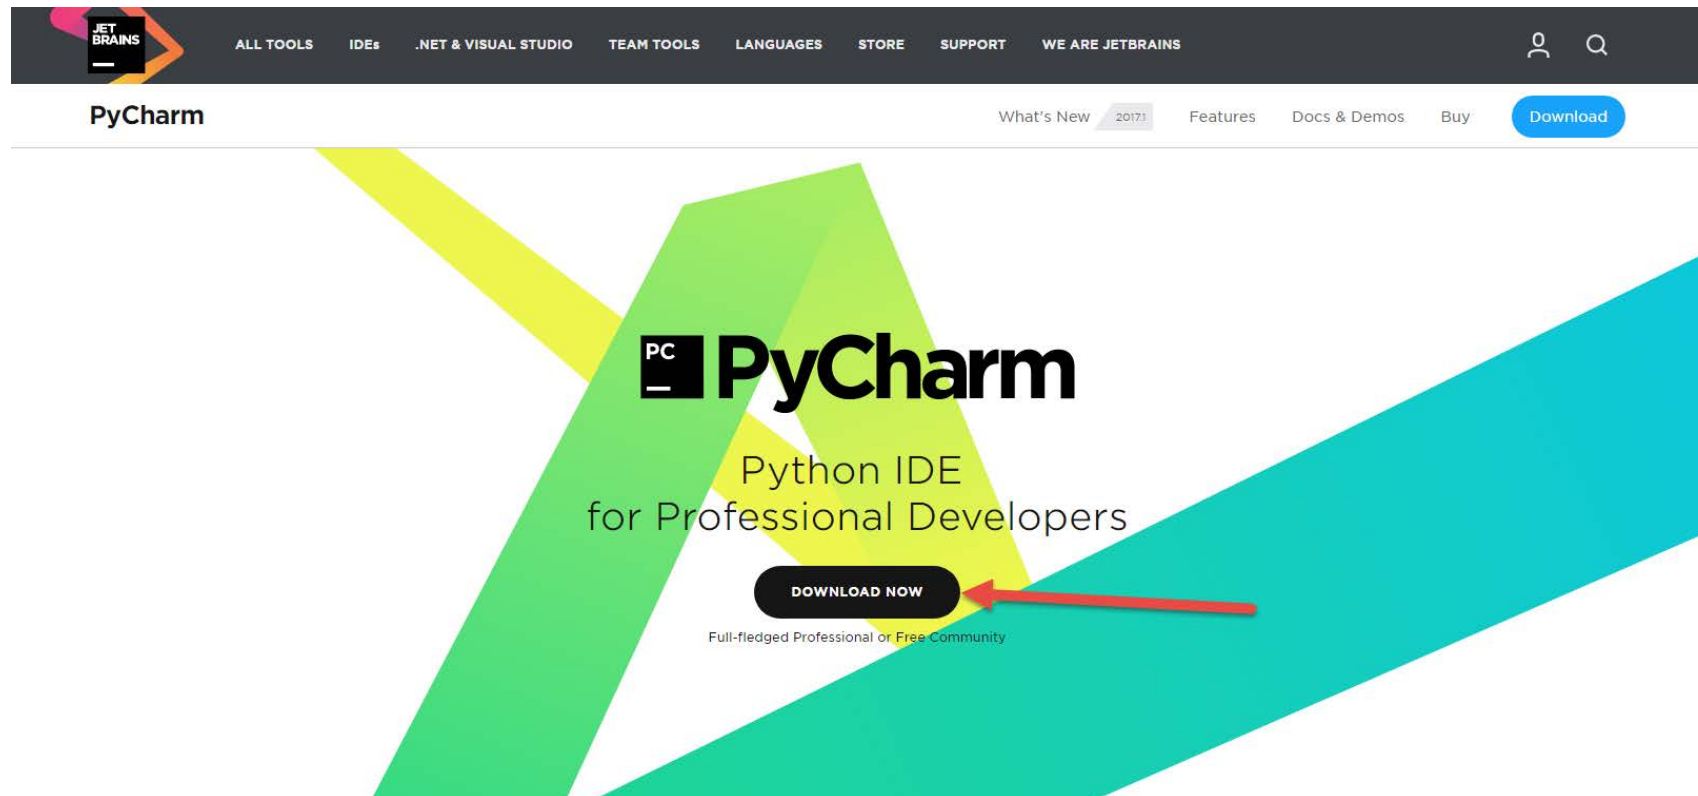 JET
BRAINS
ALL TOOLS IDEs .NET & VISUAL STUDIO TEAM TOOLS LANGUAGES STORE SUPPORT WE ARE JETBRAINS
PyCharm
What's New 2017.1 Features Docs & Demos Buy Download
PC
PyCharm
Python IDE
for Professional Developers
DOWNLOAD NOW
Full-fledged Professional or Free Community